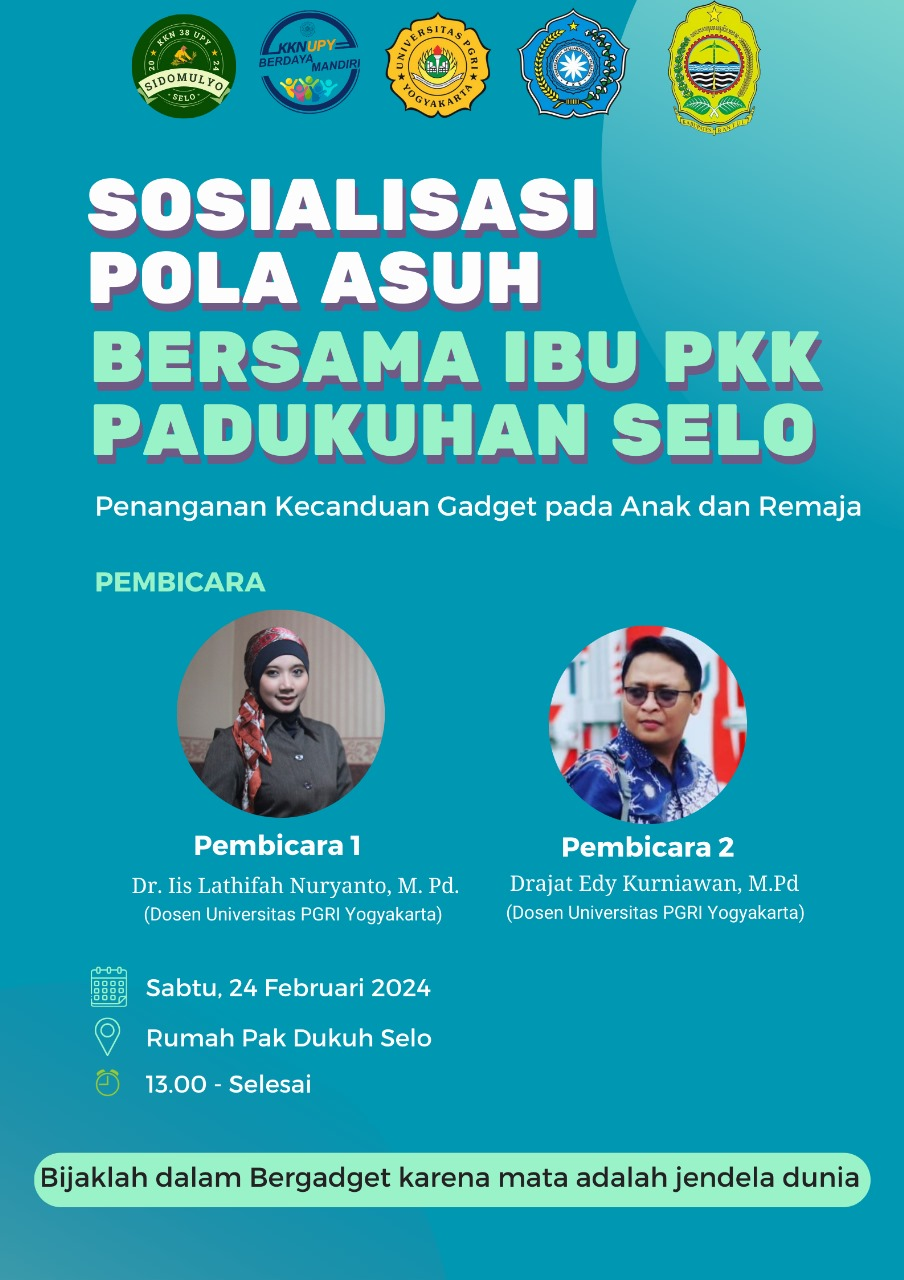 KKN 38 UPY
20 24
SIDOMULYO
SELO
KKN UPY
BERDAYA
MANDIRI
UNIVERSITAS PGRI
YOGYAKARTA
SOSIALISASI
POLA ASUH
BERSAMA IBU PKK
PADUKUHAN SELO
Penanganan Kecanduan Gadget pada Anak dan Remaja
PEMBICARA
Pembicara 1
Dr. Iis Lathifah Nuryanto, M. Pd.
(Dosen Universitas PGRI Yogyakarta)
Pembicara 2
Drajat Edy Kurniawan, M.Pd
(Dosen Universitas PGRI Yogyakarta)
Sabtu, 24 Februari 2024
Rumah Pak Dukuh Selo
13.00 - Selesai
Bijaklah dalam Bergadget karena mata adalah jendela dunia